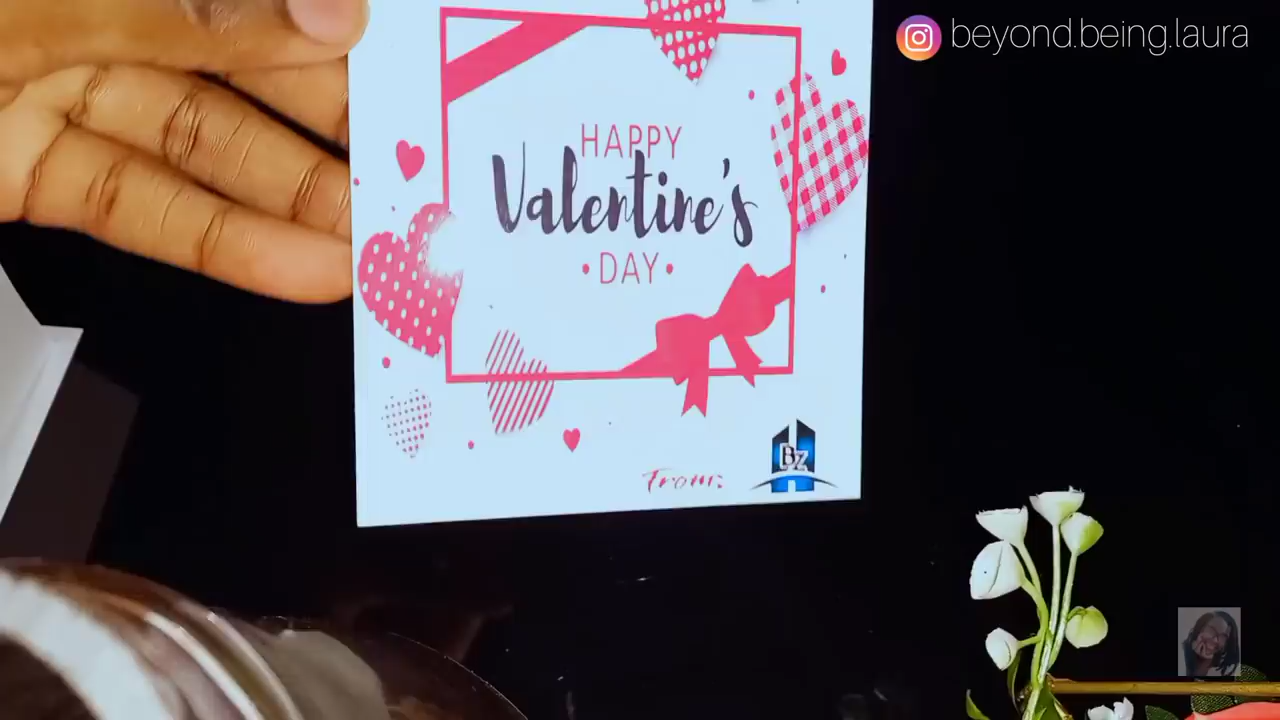 beyond.being.laura
HAPPY
Valentine's
•DAY•
From:
Bz